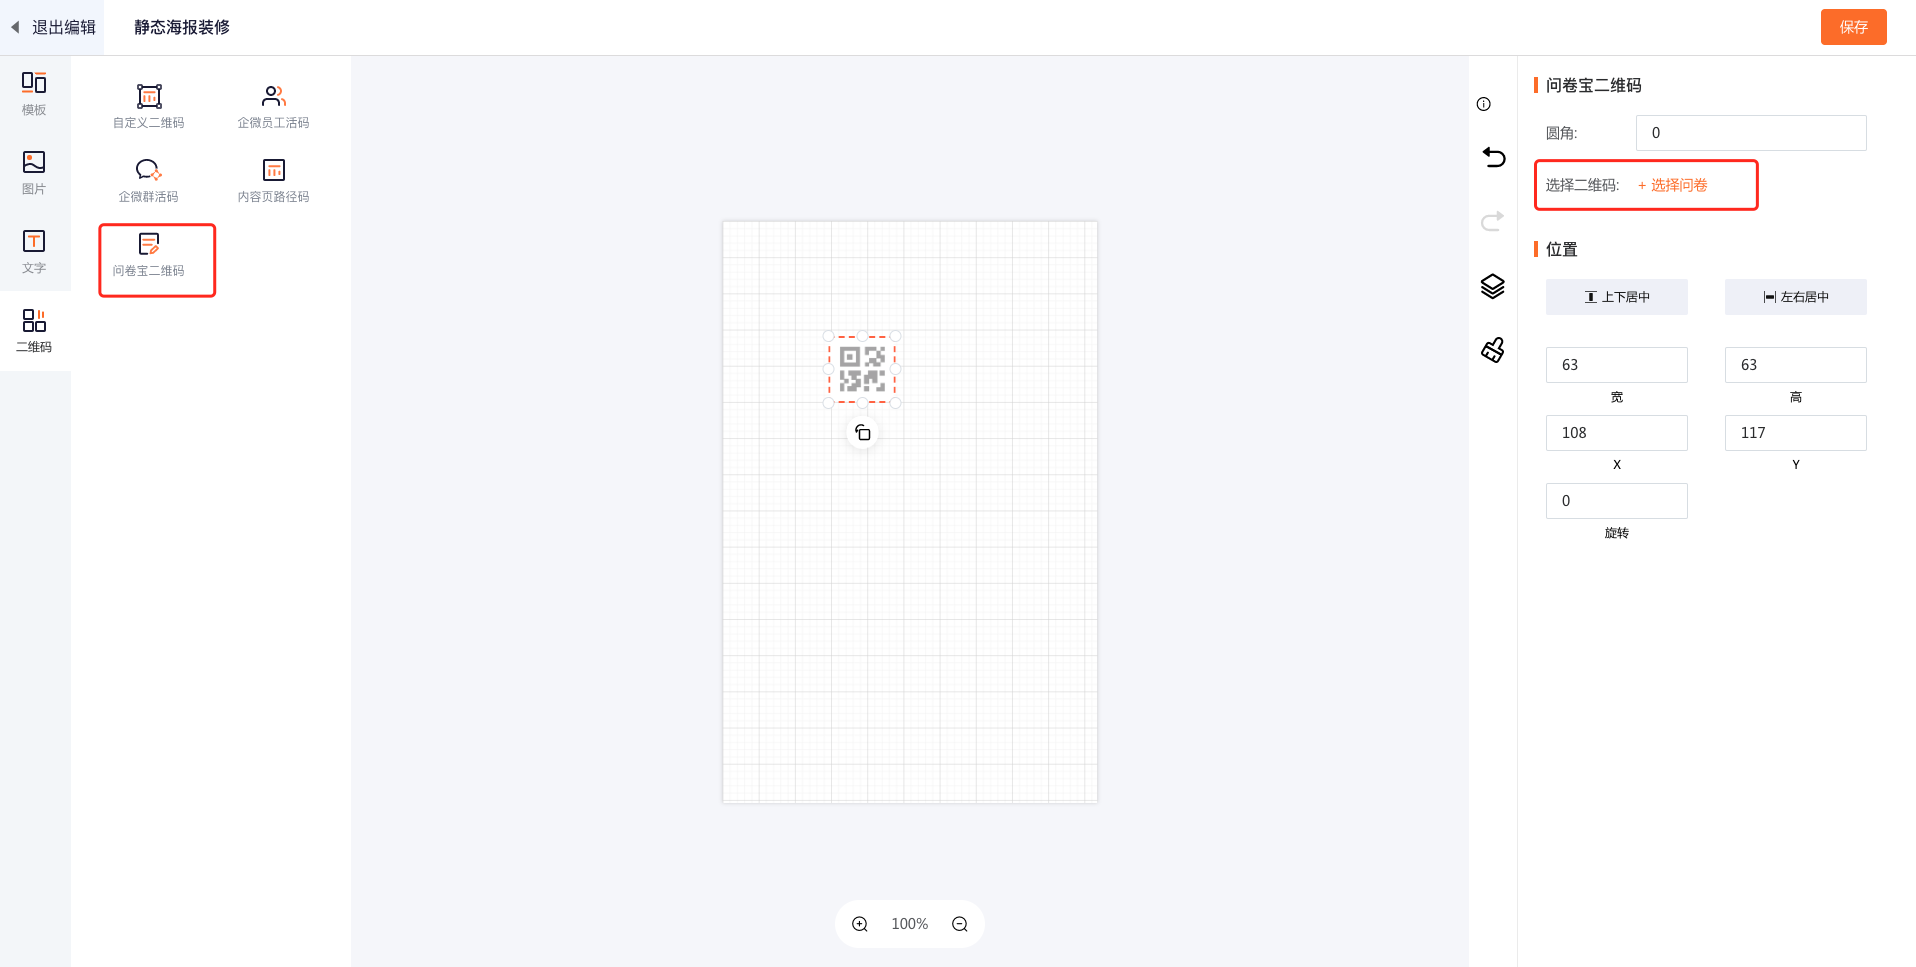 退出编辑
静态海报装修
保存
模板
图片
文字
二维码
自定义二维码
企微员工活码
企微群活码
内容页路径码
问卷宝二维码
100%
问卷宝二维码
圆角:
0
选择二维码:
+ 选择问卷
位置
上下居中
左右居中
63
63
宽
高
108
117
X
Y
0
旋转